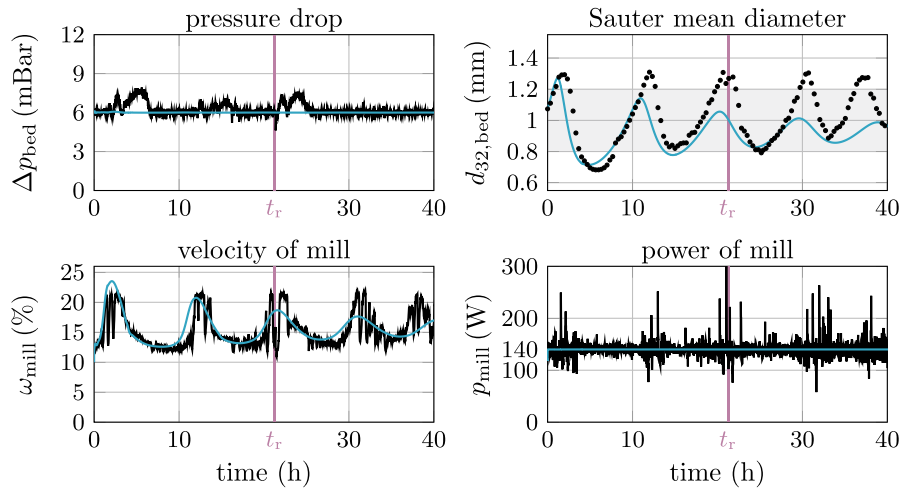 pressure drop
Δp_bed (mBar)
12
9
6
3
0
0 10 t_r 30 40
Sauter mean diameter
d_32,bed (mm)
1.4
1.2
1
0.8
0.6
0 10 t_r 30 40
velocity of mill
ω_mill (%)
25
20
15
10
5
0
0 10 t_r 30 40
time (h)
power of mill
p_mill (W)
300
200
140
100
0
0 10 t_r 30 40
time (h)